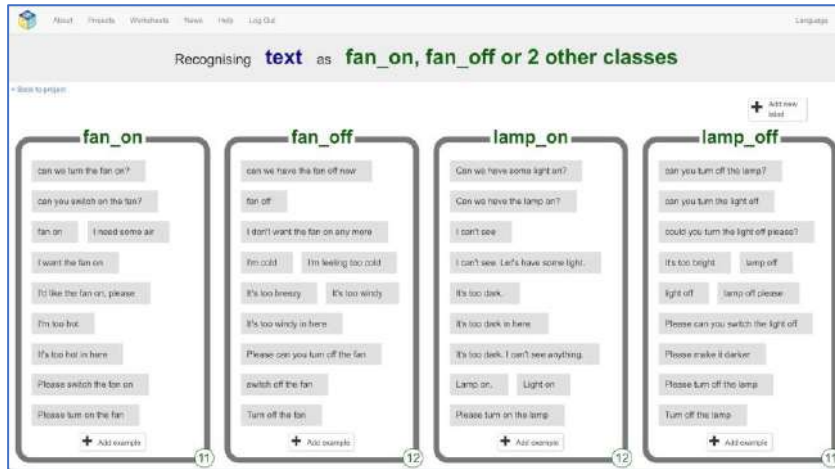 About Projects Worksheets News Help Log Out Language
Recognising text as fan_on, fan_off or 2 other classes
< Back to project
+ Add new label
fan_on
can we turn the fan on?
can you switch on the fan?
fan on I need some air
I want the fan on
I'd like the fan on, please
I'm too hot
It's too hot in here
Please switch the fan on
Please turn on the fan
+ Add example
11
fan_off
can we have the fan off now
fan off
I don't want the fan on any more
I'm cold I'm feeling too cold
It's too breezy It's too windy
It's too windy in here
Please can you turn off the fan
switch off the fan
Turn off the fan
+ Add example
12
lamp_on
Can we have some light on?
Can we have the lamp on?
I can't see
I can't see. Let's have some light.
It's too dark.
It's too dark in here
It's too dark. I can't see anything.
Lamp on. Light on
Please turn on the lamp
+ Add example
12
lamp_off
can you turn off the lamp?
can you turn the light off
could you turn the light off please?
It's too bright lamp off
light off lamp off please
Please can you switch the light off
Please make it darker
Please turn off the lamp
Turn off the lamp
+ Add example